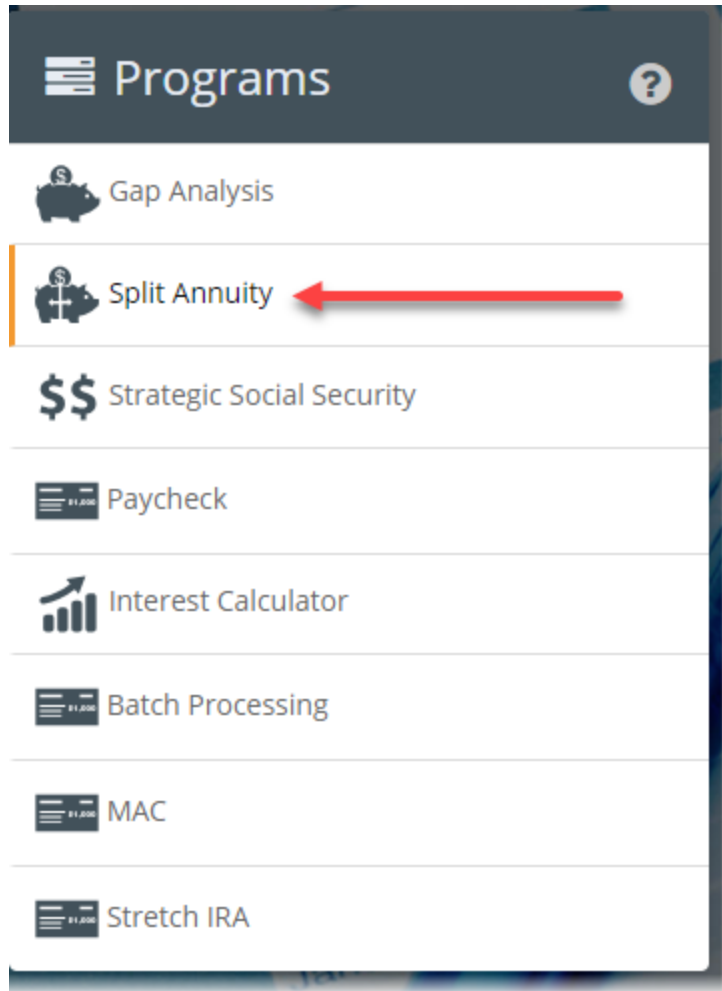 Programs
?
Gap Analysis
Split Annuity
$$ Strategic Social Security
Paycheck
Interest Calculator
Batch Processing
MAC
Stretch IRA